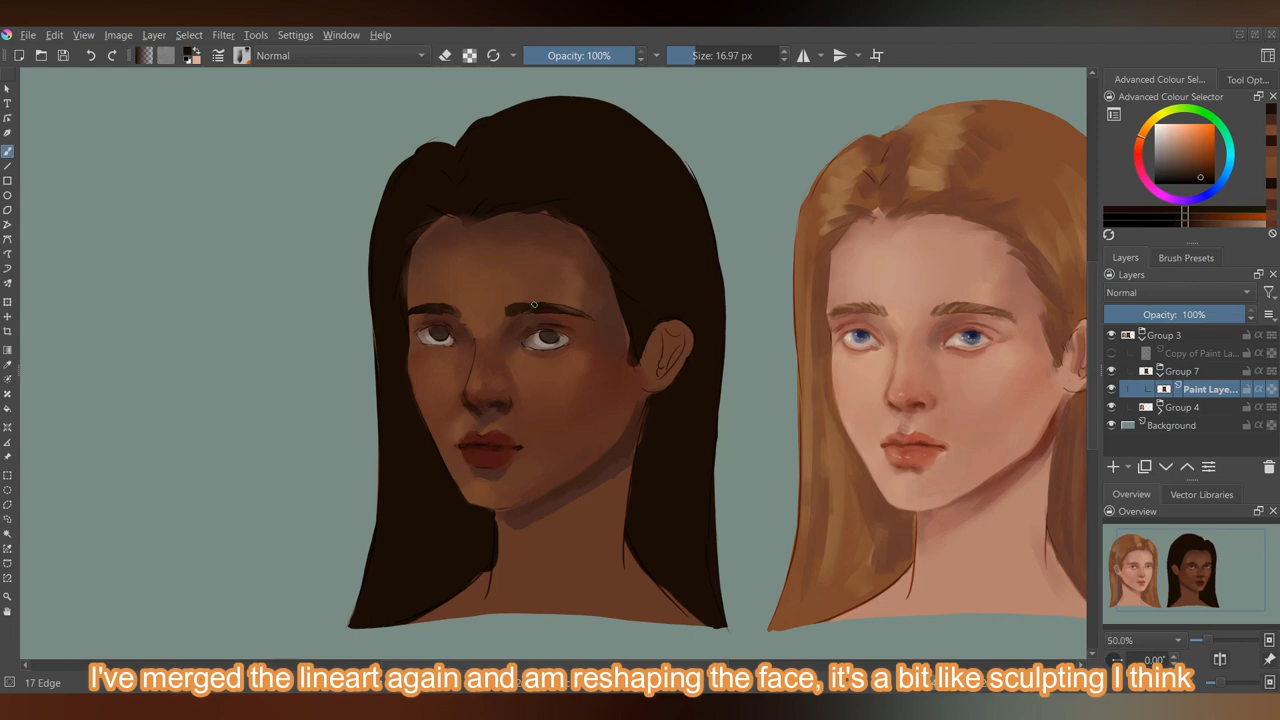 File Edit View Image Layer Select Filter Tools Settings Window Help
Normal Opacity: 100% Size: 16.97 px
Advanced Colour Sel... Tool Opt...
Advanced Colour Selector
Layers Brush Presets
Layers
Normal
Opacity: 100%
Group 3
Copy of Paint La...
Group 7
Paint Laye...
Group 4
Background
Overview Vector Libraries
Overview
50.0%
0.00°
17 Edge
I've merged the lineart again and am reshaping the face, it's a bit like sculpting I think